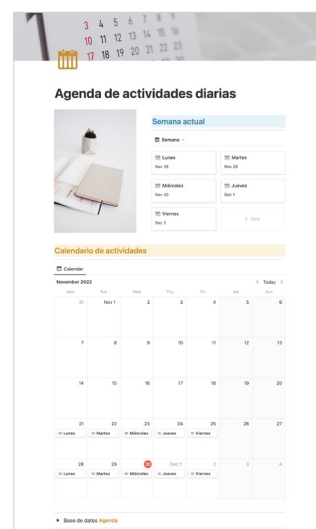 3 4 5 6 7 8 9
10 11 12 13 14 15 16
17 18 19 20 21 22 23
Agenda de actividades diarias
Semana actual
Semana
Lunes
Nov 28
Martes
Nov 29
Miércoles
Nov 30
Jueves
Dec 1
Viernes
Dec 2
+ New
Calendario de actividades
Calendar
November 2022
Today
Mon Tue Wed Thu Fri Sat Sun
31 Nov 1 2 3 4 5 6
7 8 9 10 11 12 13
14 15 16 17 18 19 20
21 22 23 24 25 26 27
Lunes Martes Miércoles Jueves Viernes
28 29 30 Dec 1 2 3 4
Lunes Martes Miércoles Jueves Viernes
Base de datos Agenda